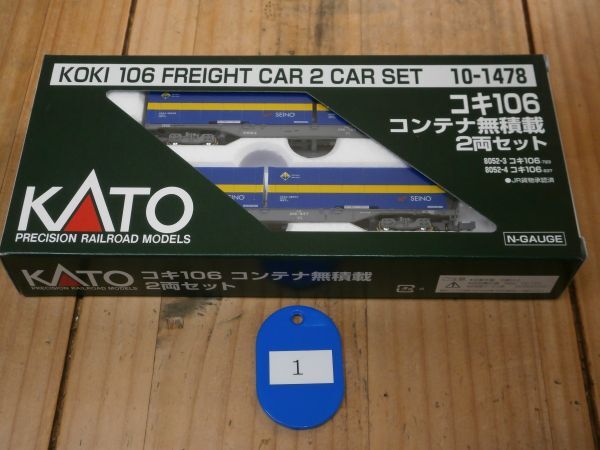 KOKI 106 FREIGHT CAR 2 CAR SET 10-1478
コキ106
コンテナ無積載
2両セット
8052-3 コキ106
8052-4 コキ106
●JR貨物承認済
SEINO
SEINO
SEINO
KATO
PRECISION RAILROAD MODELS
N-GAUGE
KATO
PRECISION RAILROAD MODELS
コキ106 コンテナ無積載
2両セット
1